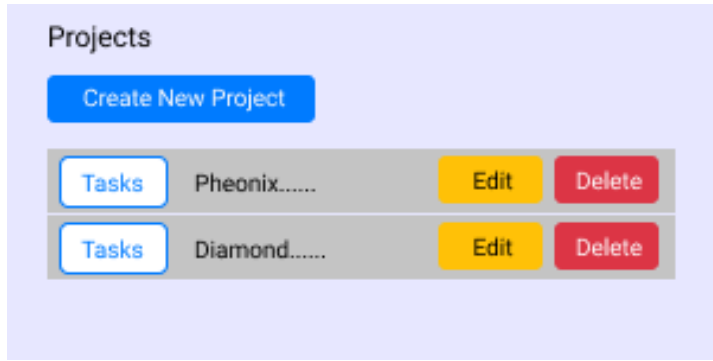 Projects
Create New Project
Tasks Pheonix...... Edit Delete
Tasks Diamond...... Edit Delete